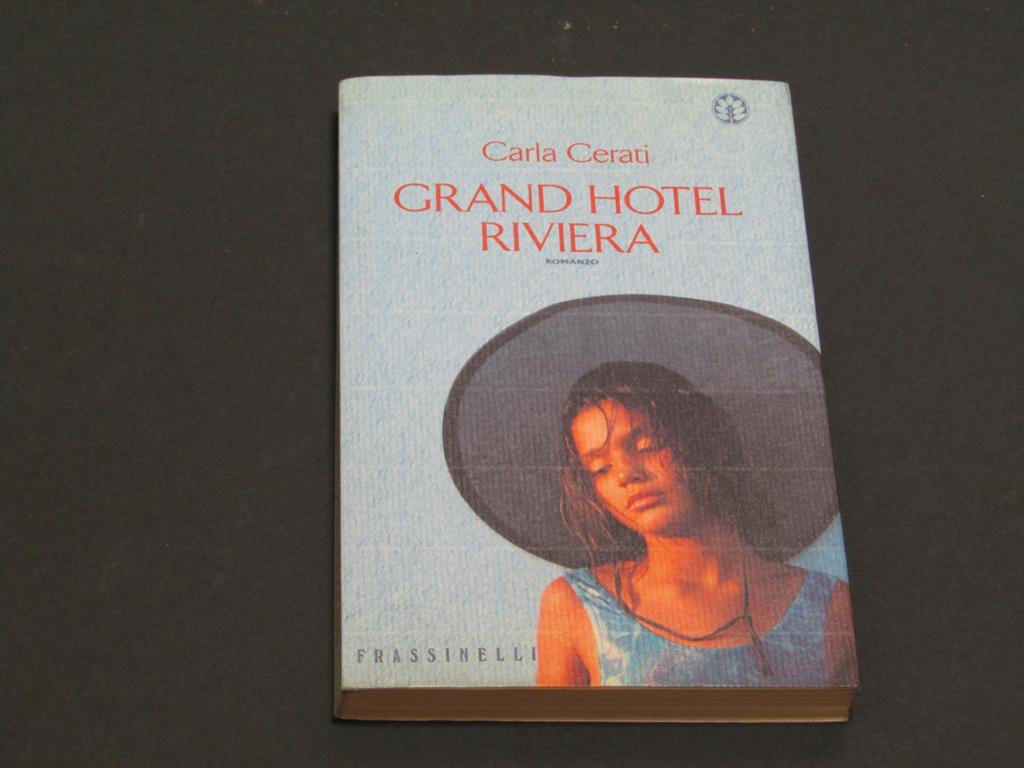 Carla Cerati
GRAND HOTEL
RIVIERA
ROMANZO
FRASSINELLI